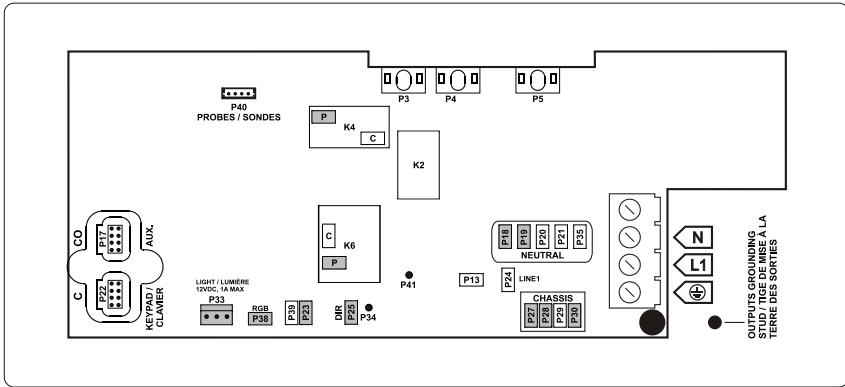 P3
P4
P5
P40
PROBES / SONDES
P
K4
C
K2
CO
P17
AUX.
C
P22
KEYPAD /
CLAVIER
C
K6
P
P18
P19
P20
P21
P35
NEUTRAL
N
L1
LIGHT / LUMIÈRE
12VDC, 1A MAX
P33
RGB
P38
P39
P23
DIR
P25
P34
P41
P13
P24
LINE1
CHASSIS
P27
P28
P29
P30
OUTPUTS GROUNDING
STUD / TIGE DE MISE À LA
TERRE DES SORTIES